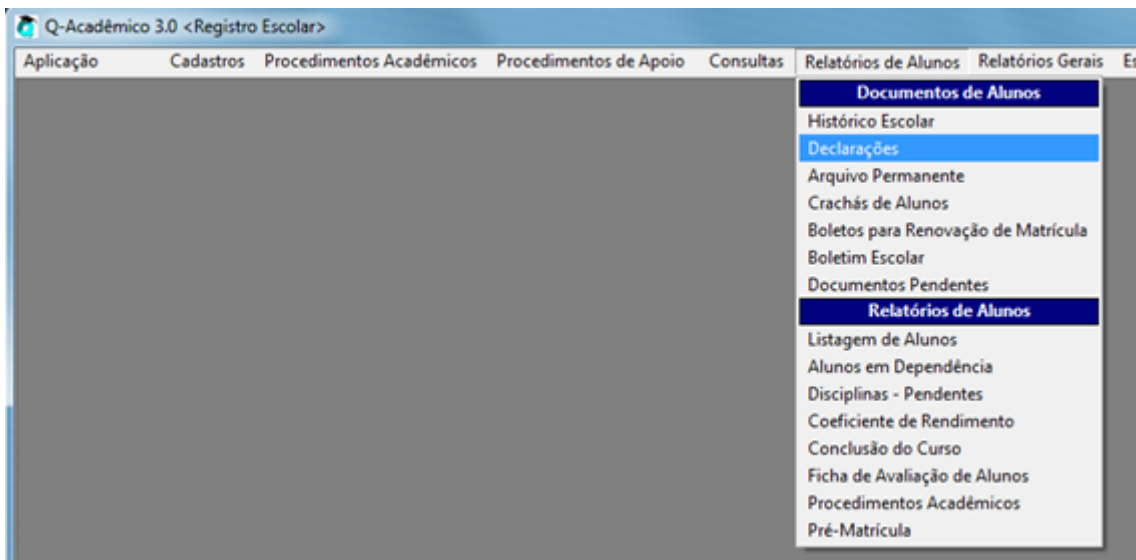 Q-Acadêmico 3.0 <Registro Escolar>
Aplicação Cadastros Procedimentos Acadêmicos Procedimentos de Apoio Consultas Relatórios de Alunos Relatórios Gerais Es
Documentos de Alunos
Histórico Escolar
Declarações
Arquivo Permanente
Crachás de Alunos
Boletos para Renovação de Matrícula
Boletim Escolar
Documentos Pendentes
Relatórios de Alunos
Listagem de Alunos
Alunos em Dependência
Disciplinas - Pendentes
Coeficiente de Rendimento
Conclusão do Curso
Ficha de Avaliação de Alunos
Procedimentos Acadêmicos
Pré-Matrícula